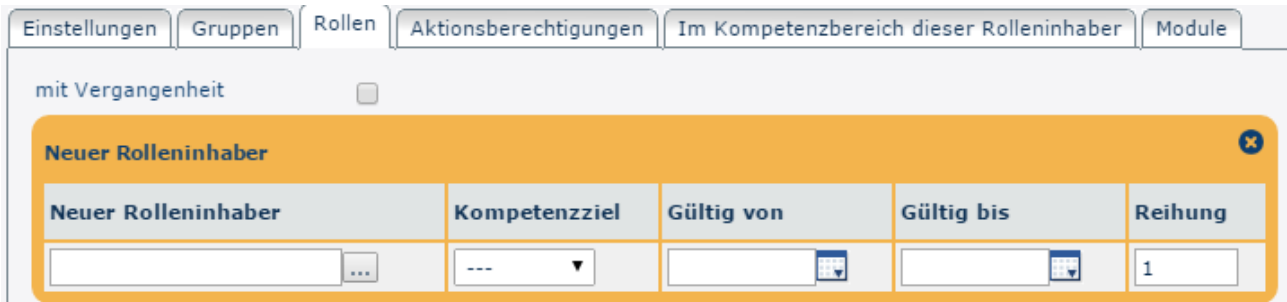 Einstellungen Gruppen Rollen Aktionsberechtigungen Im Kompetenzbereich dieser Rolleninhaber Module
mit Vergangenheit
Neuer Rolleninhaber
Neuer Rolleninhaber Kompetenzziel Gültig von Gültig bis Reihung
... --- 1